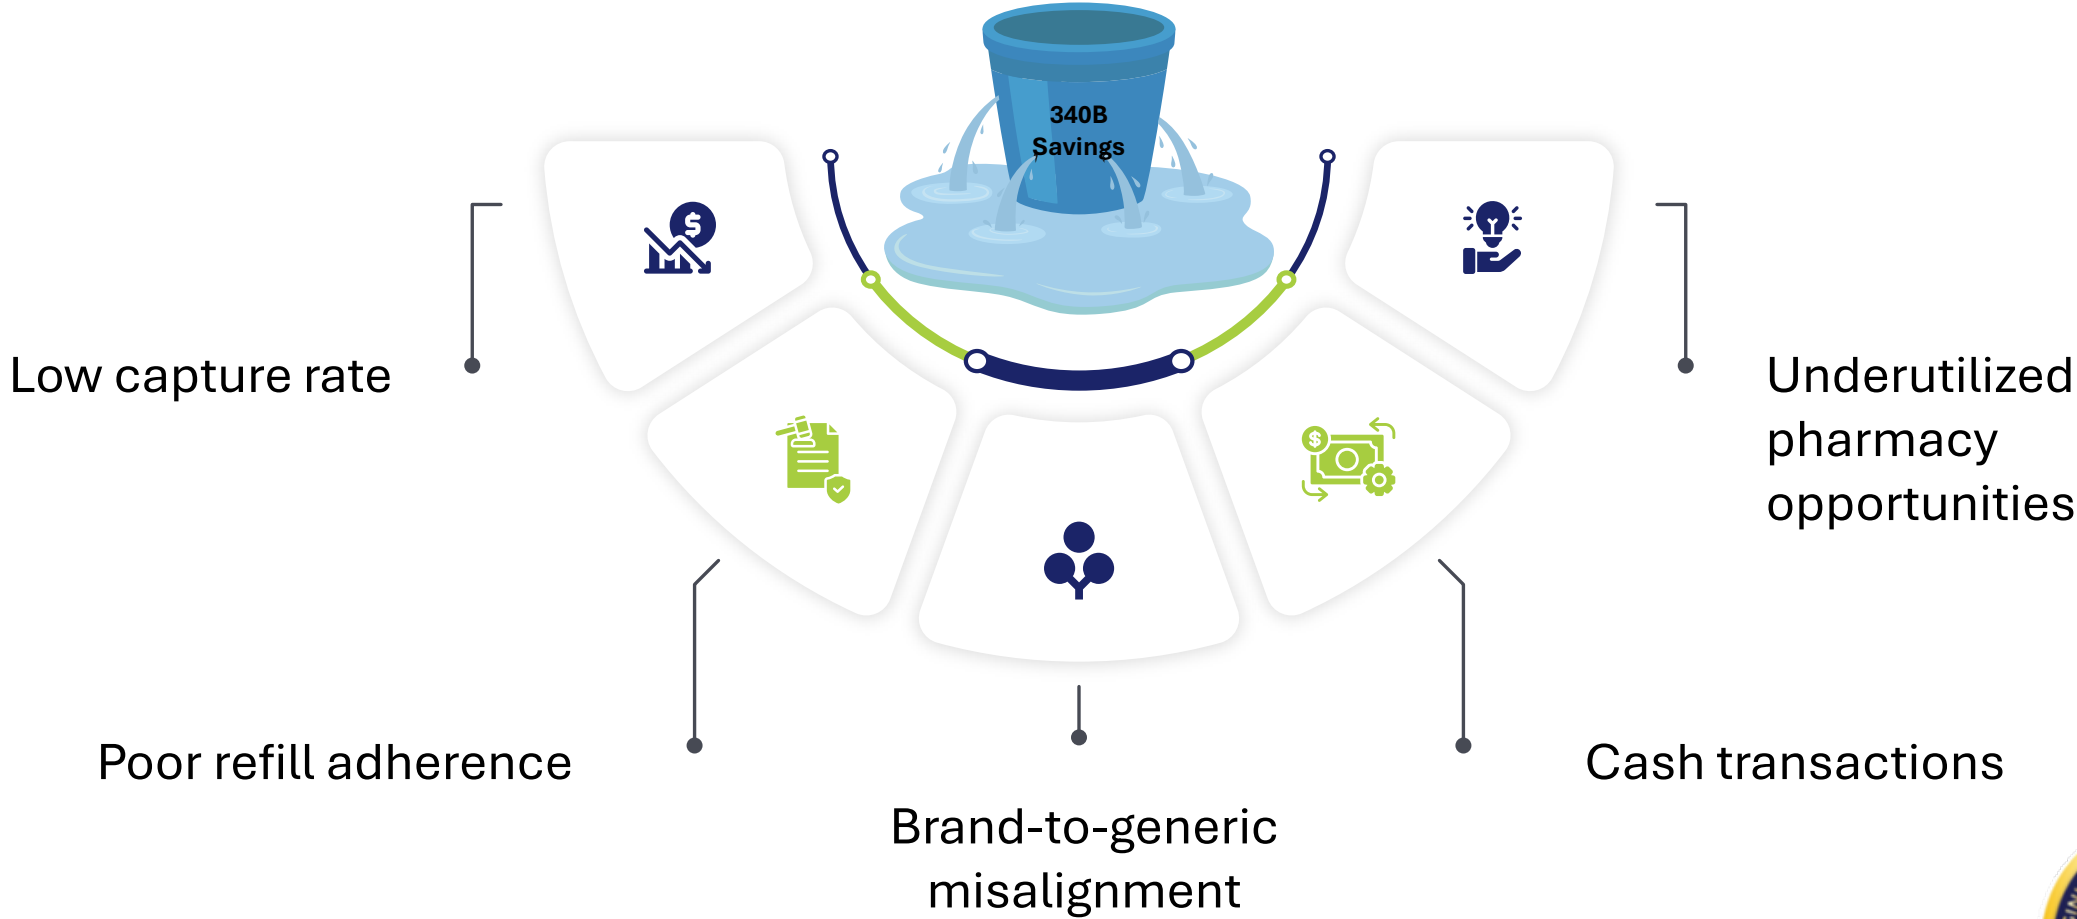 340B
Savings
Low capture rate
Poor refill adherence
Brand-to-generic
misalignment
Cash transactions
Underutilized
pharmacy
opportunities